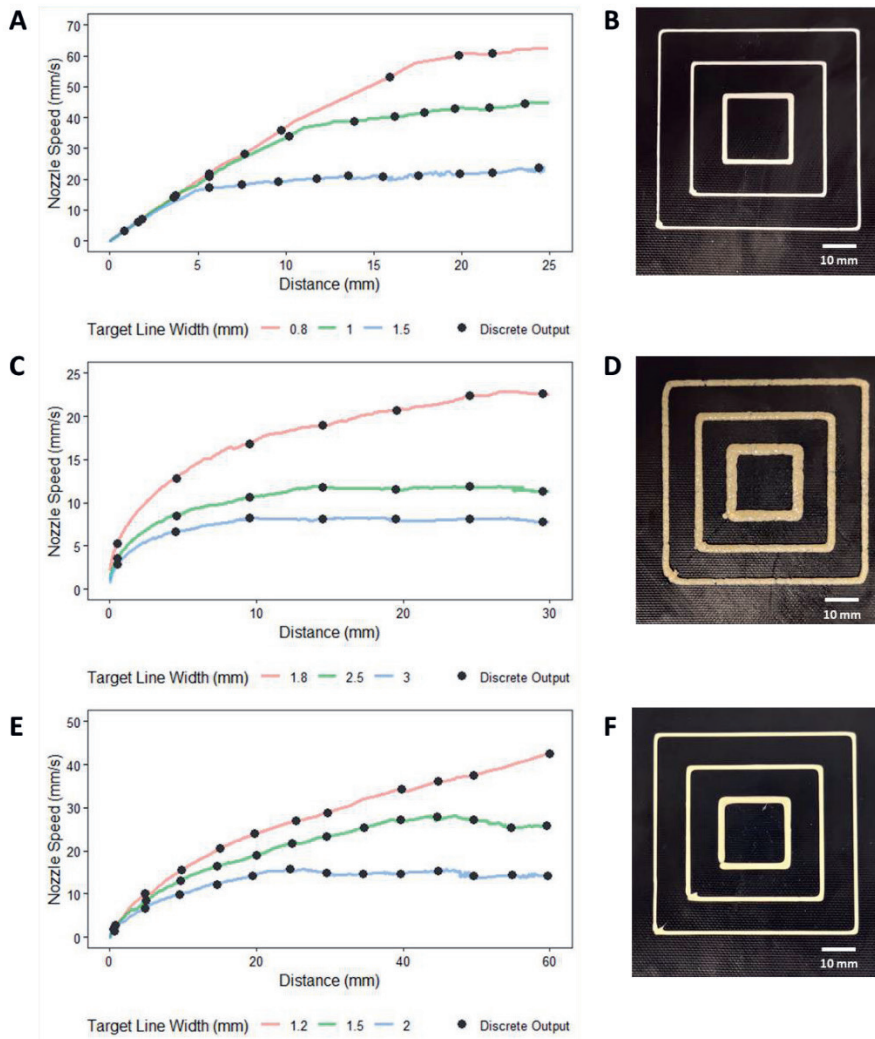 A
B
Nozzle Speed (mm/s)
70
60
50
40
30
20
10
0
0 5 10 15 20 25
Distance (mm)
10 mm
Target Line Width (mm) 0.8 1 1.5 Discrete Output
C
D
Nozzle Speed (mm/s)
25
20
15
10
5
0
0 10 20 30
Distance (mm)
10 mm
Target Line Width (mm) 1.8 2.5 3 Discrete Output
E
F
Nozzle Speed (mm/s)
50
40
30
20
10
0
0 20 40 60
Distance (mm)
10 mm
Target Line Width (mm) 1.2 1.5 2 Discrete Output